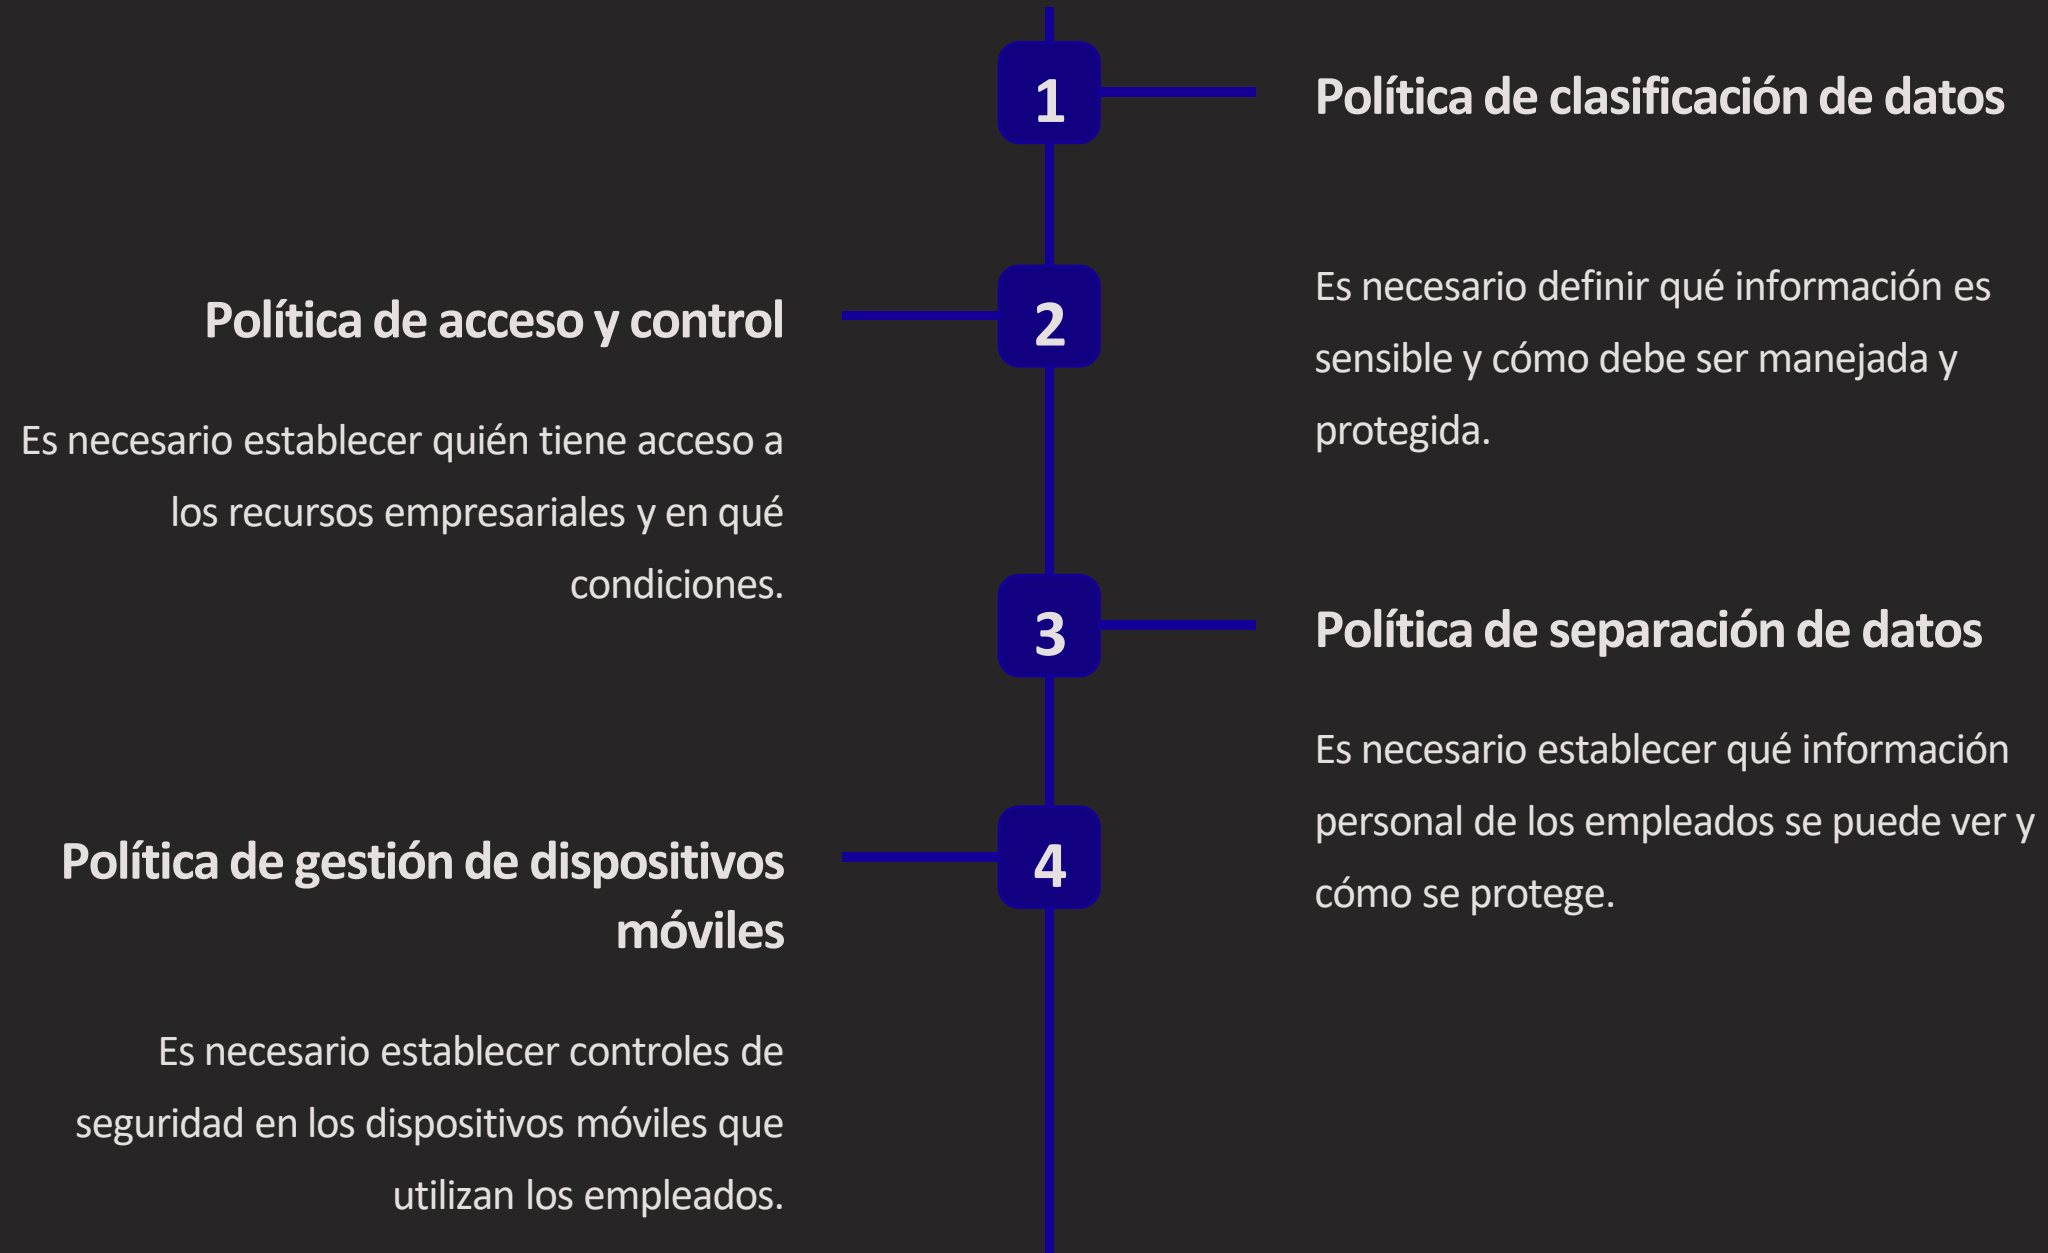 1
Política de clasificación de datos
Es necesario definir qué información es
sensible y cómo debe ser manejada y
protegida.
2
Política de acceso y control
Es necesario establecer quién tiene acceso a
los recursos empresariales y en qué
condiciones.
3
Política de separación de datos
Es necesario establecer qué información
personal de los empleados se puede ver y
cómo se protege.
4
Política de gestión de dispositivos
móviles
Es necesario establecer controles de
seguridad en los dispositivos móviles que
utilizan los empleados.